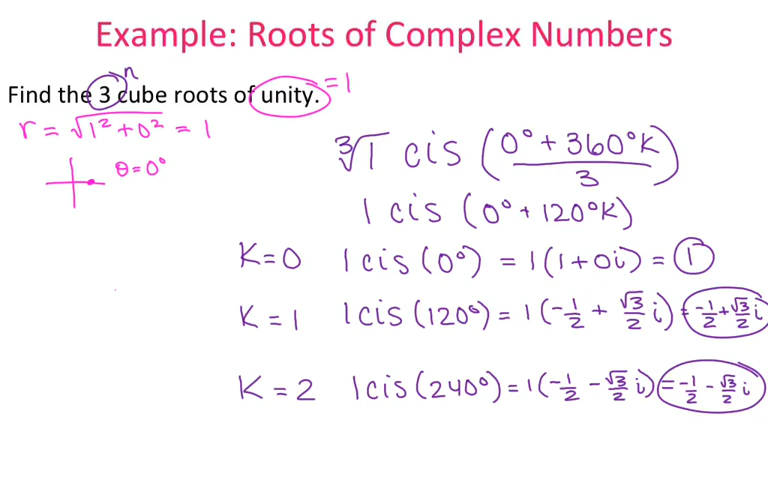 Example: Roots of Complex Numbers
n
Find the 3 cube roots of unity. = 1
r = √1² + 0² = 1
θ = 0°
∛1 cis (0° + 360°K / 3)
1 cis (0° + 120°K)
K = 0 1 cis (0°) = 1(1 + 0i) = 1
K = 1 1 cis (120°) = 1(-1/2 + √3/2 i) = -1/2 + √3/2 i
K = 2 1 cis (240°) = 1(-1/2 - √3/2 i) = -1/2 - √3/2 i